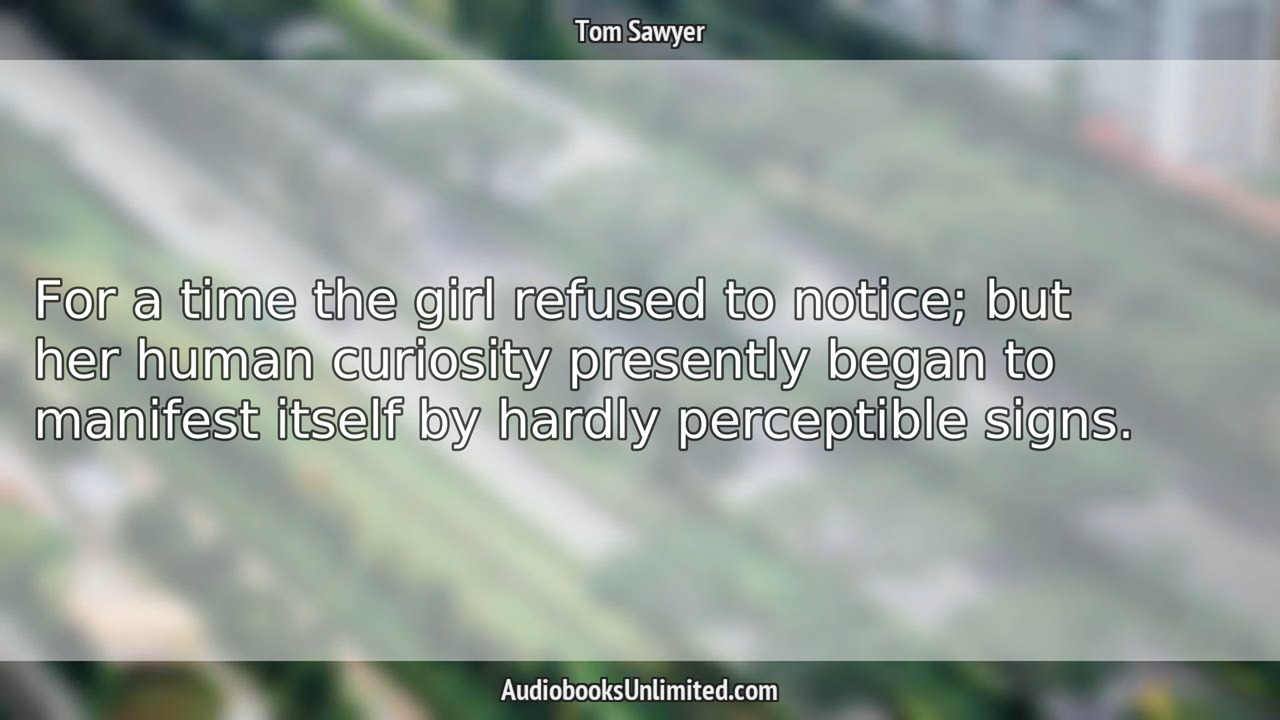 Tom Sawyer
For a time the girl refused to notice; but
her human curiosity presently began to
manifest itself by hardly perceptible signs.
AudiobooksUnlimited.com